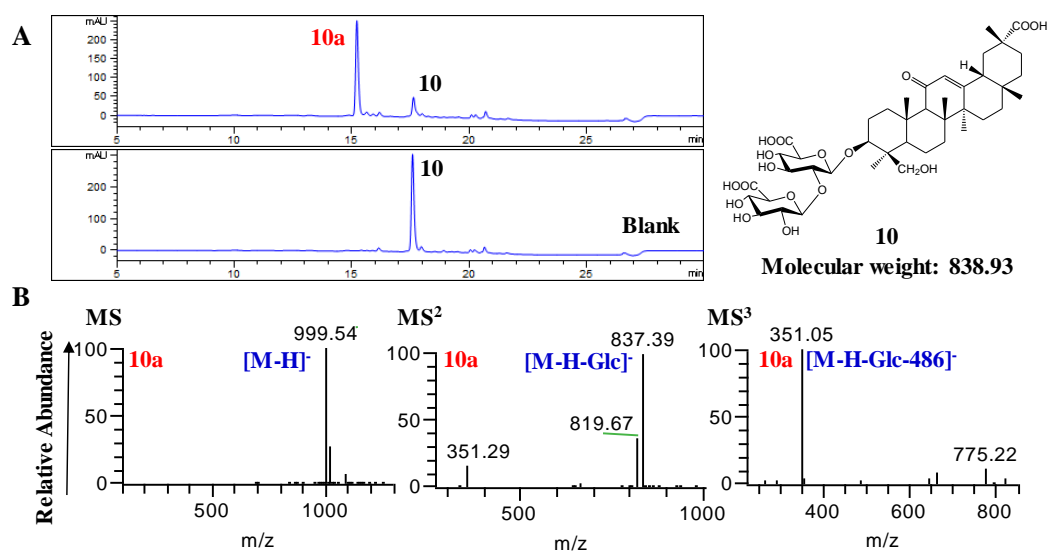 A
mAU
200
150
100
50
0
10a
10
5
10
15
20
25
min
mAU
200
100
0
10
Blank
5
10
15
20
25
min
COOH
H
O
HOOC
HO
O
HO
O
CH2OH
HOOC
O
HO
O
HO
OH
10
Molecular weight: 838.93
B
MS
10a
999.54
[M-H]-
100
50
0
500
1000
m/z
Relative Abundance
MS2
10a
837.39
[M-H-Glc]-
819.67
351.29
100
50
0
500
1000
m/z
MS3
351.05
10a
[M-H-Glc-486]-
775.22
100
50
0
400
600
800
m/z